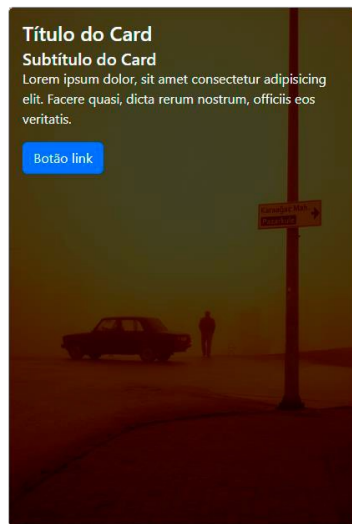 Título do Card
Subtítulo do Card
Lorem ipsum dolor, sit amet consectetur adipisicing
elit. Facere quasi, dicta rerum nostrum, officiis eos
veritatis.
Botão link